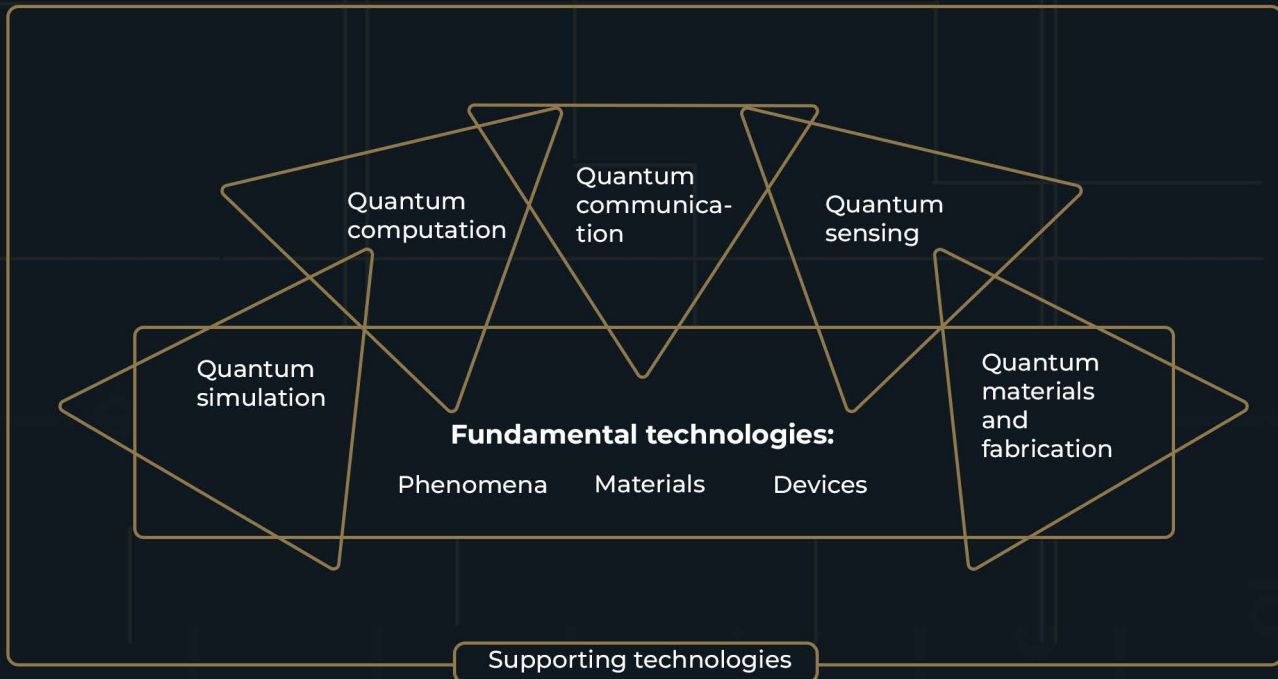 Quantum
computation
Quantum
communica-
tion
Quantum
sensing
Quantum
simulation
Quantum
materials
and
fabrication
Fundamental technologies:
Phenomena Materials Devices
Supporting technologies